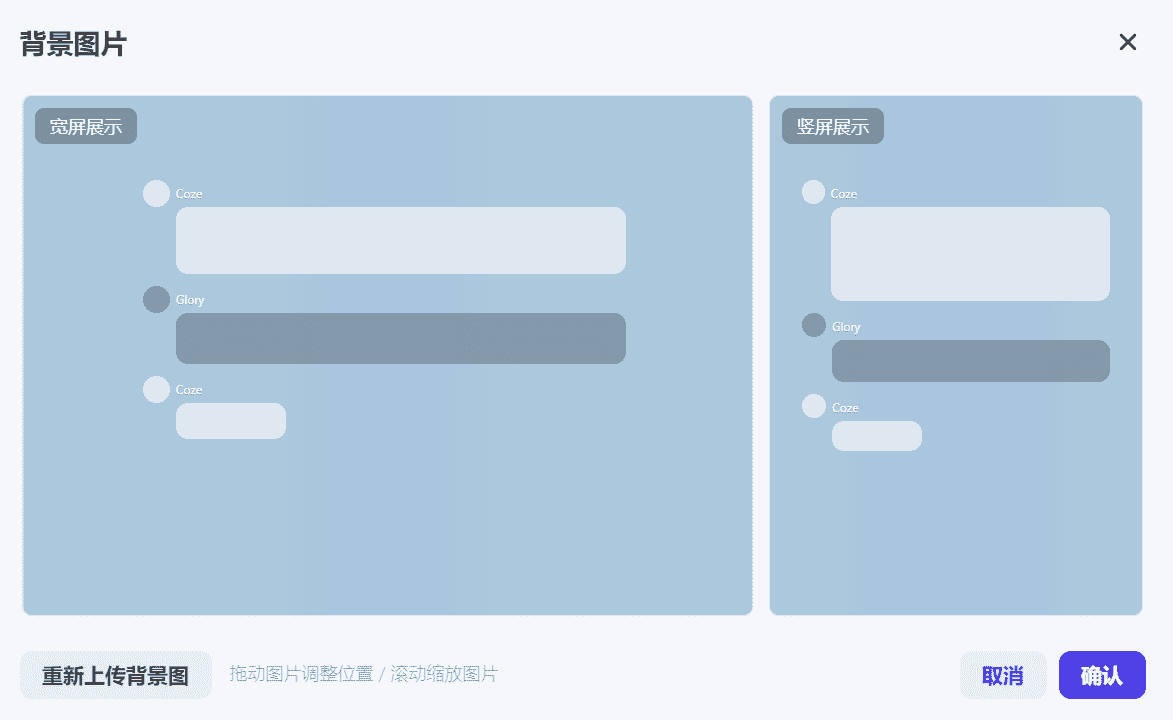 背景图片
宽屏展示
Coze
Glory
Coze
竖屏展示
Coze
Glory
Coze
重新上传背景图
拖动图片调整位置 / 滚动缩放图片
取消
确认